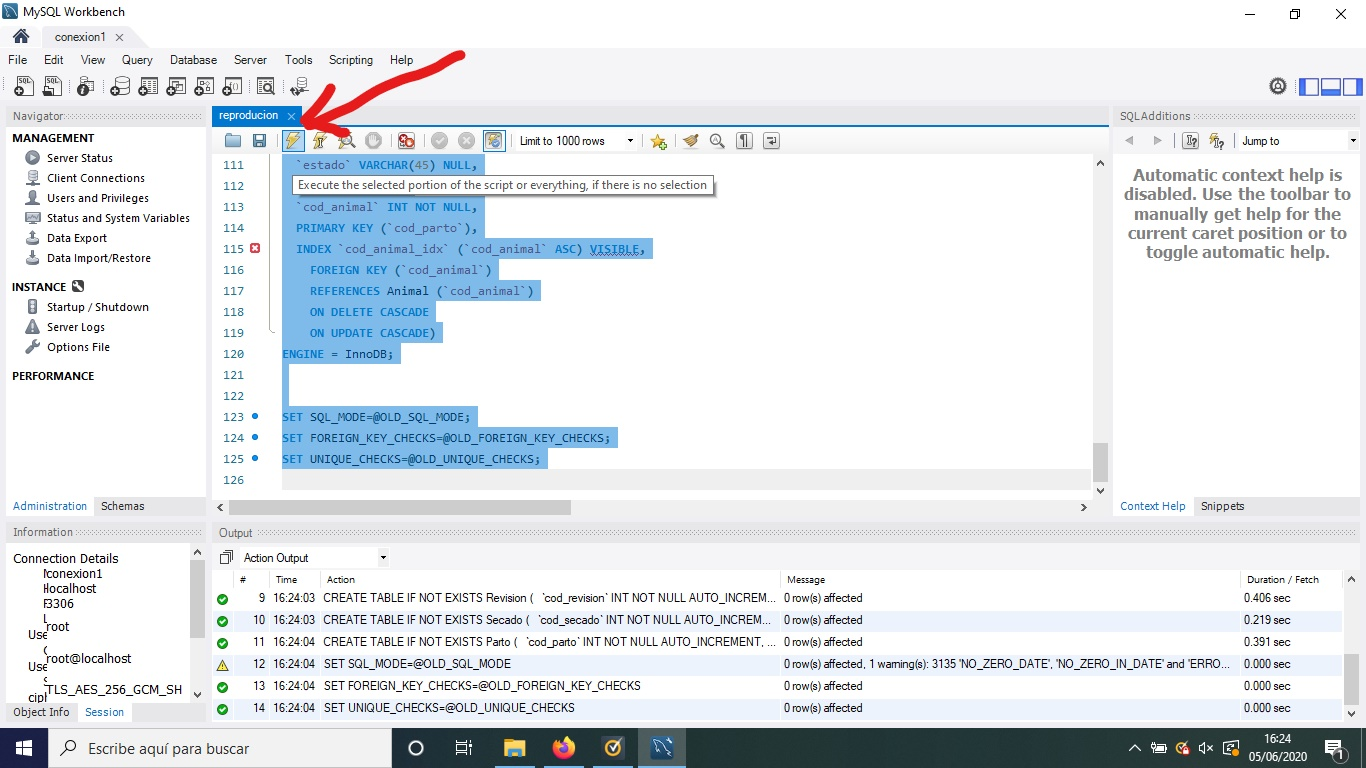 MySQL Workbench
conexion1
File Edit View Query Database Server Tools Scripting Help
Navigator
MANAGEMENT
Server Status
Client Connections
Users and Privileges
Status and System Variables
Data Export
Data Import/Restore
INSTANCE
Startup / Shutdown
Server Logs
Options File
PERFORMANCE
Administration Schemas
Information
Connection Details
conexion1
localhost
3306
root
Use
root@localhost
Use
TLS_AES_256_GCM_SH
ciph
Object Info Session
reproducion
Limit to 1000 rows
111 `estado` VARCHAR(45) NULL,
112
Execute the selected portion of the script or everything, if there is no selection
113 `cod_animal` INT NOT NULL,
114 PRIMARY KEY (`cod_parto`),
115 INDEX `cod_animal_idx` (`cod_animal` ASC) VISIBLE,
116 FOREIGN KEY (`cod_animal`)
117 REFERENCES Animal (`cod_animal`)
118 ON DELETE CASCADE
119 ON UPDATE CASCADE)
120 ENGINE = InnoDB;
121
122
123 SET SQL_MODE=@OLD_SQL_MODE;
124 SET FOREIGN_KEY_CHECKS=@OLD_FOREIGN_KEY_CHECKS;
125 SET UNIQUE_CHECKS=@OLD_UNIQUE_CHECKS;
126
SQLAdditions
Jump to
Automatic context help is
disabled. Use the toolbar to
manually get help for the
current caret position or to
toggle automatic help.
Context Help Snippets
Output
Action Output
# Time Action Message Duration / Fetch
9 16:24:03 CREATE TABLE IF NOT EXISTS Revision ( `cod_revision` INT NOT NULL AUTO_INCREM... 0 row(s) affected 0.406 sec
10 16:24:03 CREATE TABLE IF NOT EXISTS Secado ( `cod_secado` INT NOT NULL AUTO_INCREM... 0 row(s) affected 0.219 sec
11 16:24:04 CREATE TABLE IF NOT EXISTS Parto ( `cod_parto` INT NOT NULL AUTO_INCREMENT, ... 0 row(s) affected 0.391 sec
12 16:24:04 SET SQL_MODE=@OLD_SQL_MODE 0 row(s) affected, 1 warning(s): 3135 'NO_ZERO_DATE', 'NO_ZERO_IN_DATE' and 'ERRO... 0.000 sec
13 16:24:04 SET FOREIGN_KEY_CHECKS=@OLD_FOREIGN_KEY_CHECKS 0 row(s) affected 0.000 sec
14 16:24:04 SET UNIQUE_CHECKS=@OLD_UNIQUE_CHECKS 0 row(s) affected 0.000 sec
Escribe aquí para buscar
16:24
05/06/2020
1